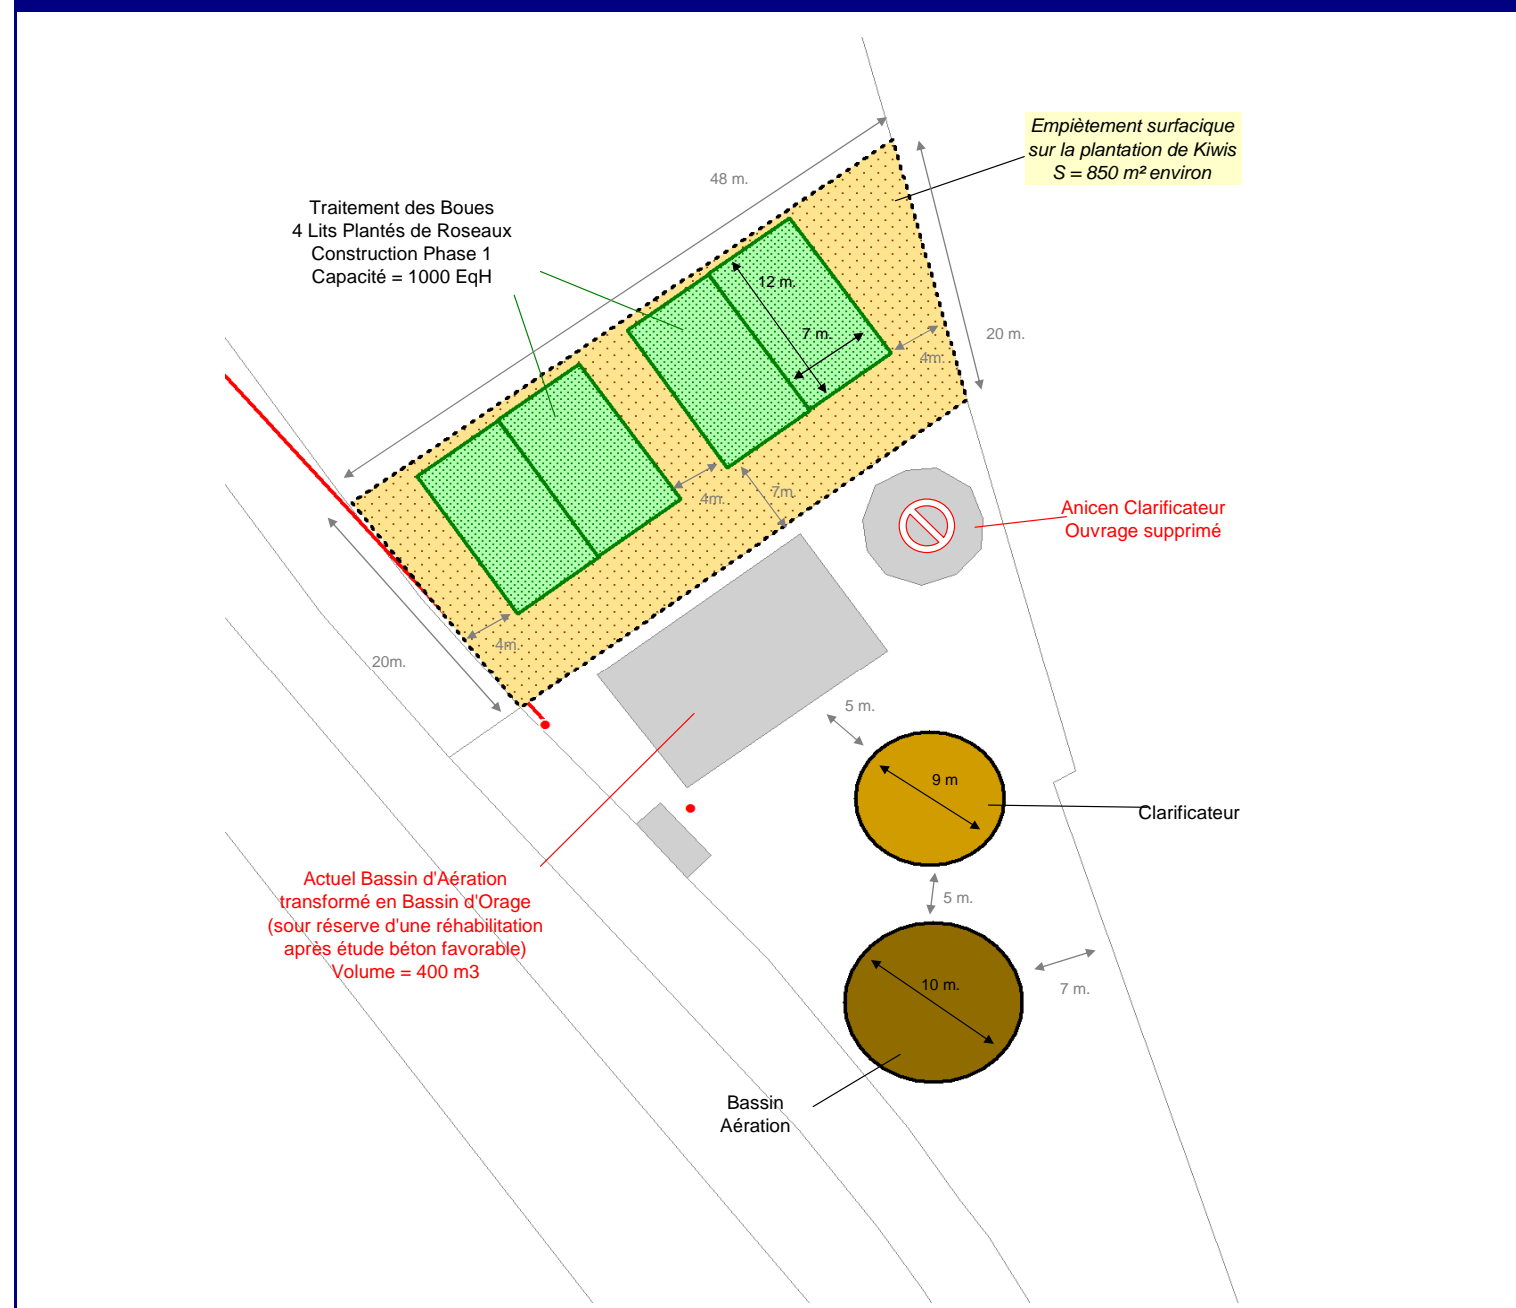 Empiètement surfacique
sur la plantation de Kiwis
S = 850 m² environ
48 m.
Traitement des Boues
4 Lits Plantés de Roseaux
Construction Phase 1
Capacité = 1000 EqH
12 m.
7 m.
20 m.
4m.
4m.
7m.
Anicen Clarificateur
Ouvrage supprimé
4m.
20m.
5 m.
9 m
Clarificateur
Actuel Bassin d'Aération
transformé en Bassin d'Orage
(sour réserve d'une réhabilitation
après étude béton favorable)
Volume = 400 m3
5 m.
10 m.
7 m.
Bassin
Aération